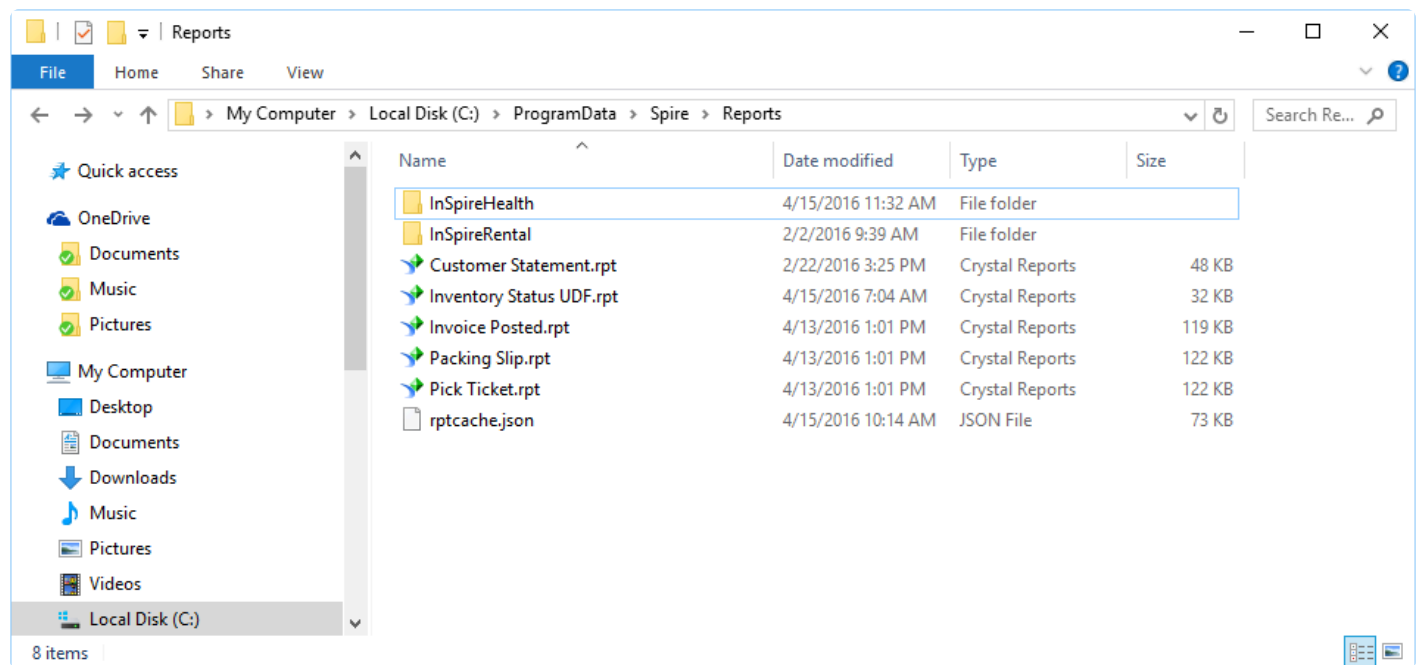 Reports
File Home Share View
My Computer Local Disk (C:) ProgramData Spire Reports Search Re...
Quick access
OneDrive
Documents
Music
Pictures
My Computer
Desktop
Documents
Downloads
Music
Pictures
Videos
Local Disk (C:)
Name Date modified Type Size
InSpireHealth 4/15/2016 11:32 AM File folder
InSpireRental 2/2/2016 9:39 AM File folder
Customer Statement.rpt 2/22/2016 3:25 PM Crystal Reports 48 KB
Inventory Status UDF.rpt 4/15/2016 7:04 AM Crystal Reports 32 KB
Invoice Posted.rpt 4/13/2016 1:01 PM Crystal Reports 119 KB
Packing Slip.rpt 4/13/2016 1:01 PM Crystal Reports 122 KB
Pick Ticket.rpt 4/13/2016 1:01 PM Crystal Reports 122 KB
rptcache.json 4/15/2016 10:14 AM JSON File 73 KB
8 items